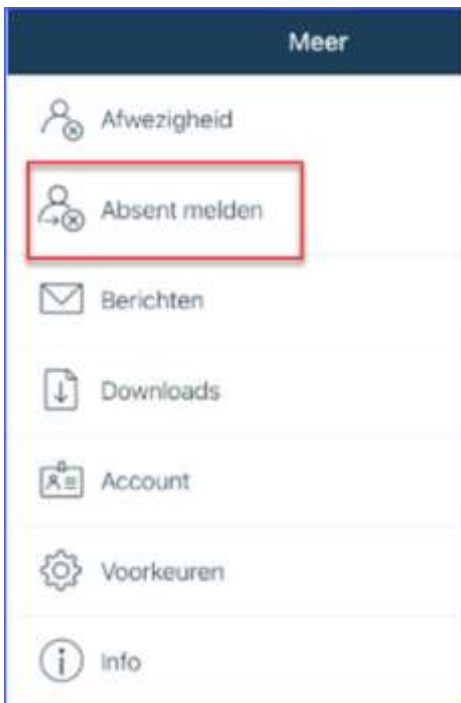 Meer
Afwezigheid
Absent melden
Berichten
Downloads
Account
Voorkeuren
Info